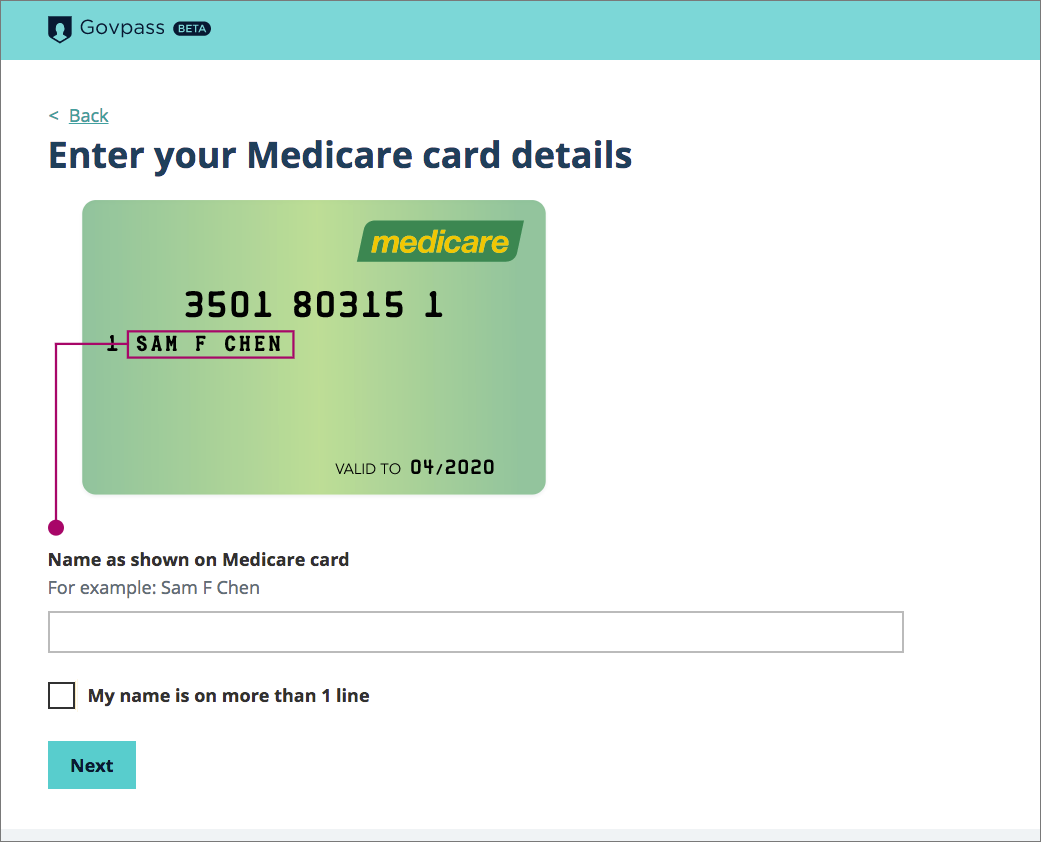 Govpass BETA
< Back
Enter your Medicare card details
medicare
3501 80315 1
1 SAM F CHEN
VALID TO 04/2020
Name as shown on Medicare card
For example: Sam F Chen
My name is on more than 1 line
Next